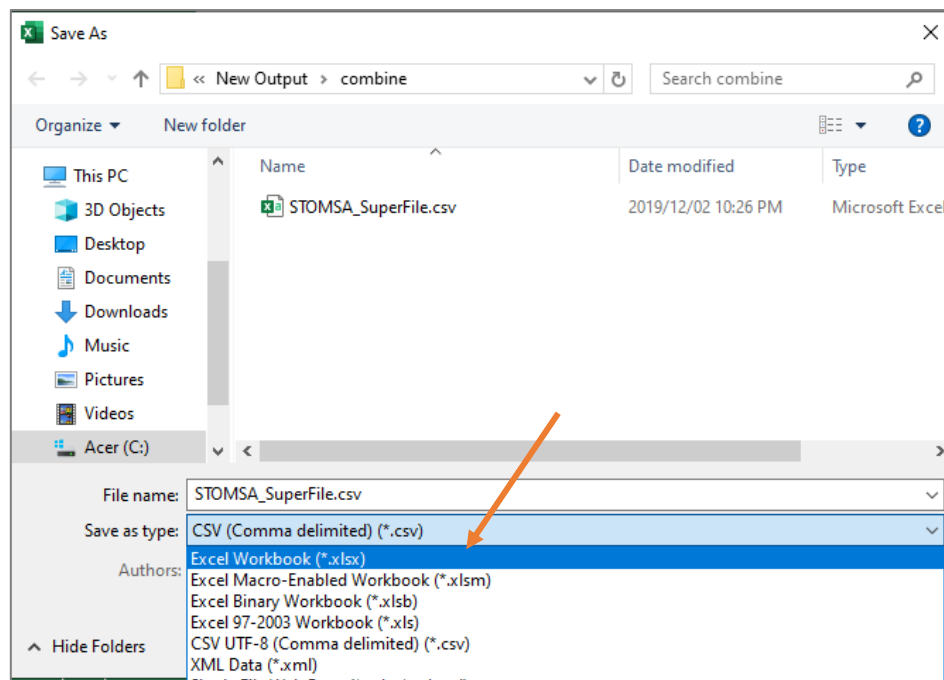 Save As
« New Output › combine
Search combine
Organize
New folder
?
Name
Date modified
Type
This PC
3D Objects
Desktop
Documents
Downloads
Music
Pictures
Videos
Acer (C:)
STOMSA_SuperFile.csv
2019/12/02 10:26 PM
Microsoft Excel
File name: STOMSA_SuperFile.csv
Save as type: CSV (Comma delimited) (*.csv)
Authors:
Excel Workbook (*.xlsx)
Excel Macro-Enabled Workbook (*.xlsm)
Excel Binary Workbook (*.xlsb)
Excel 97-2003 Workbook (*.xls)
CSV UTF-8 (Comma delimited) (*.csv)
XML Data (*.xml)
Hide Folders